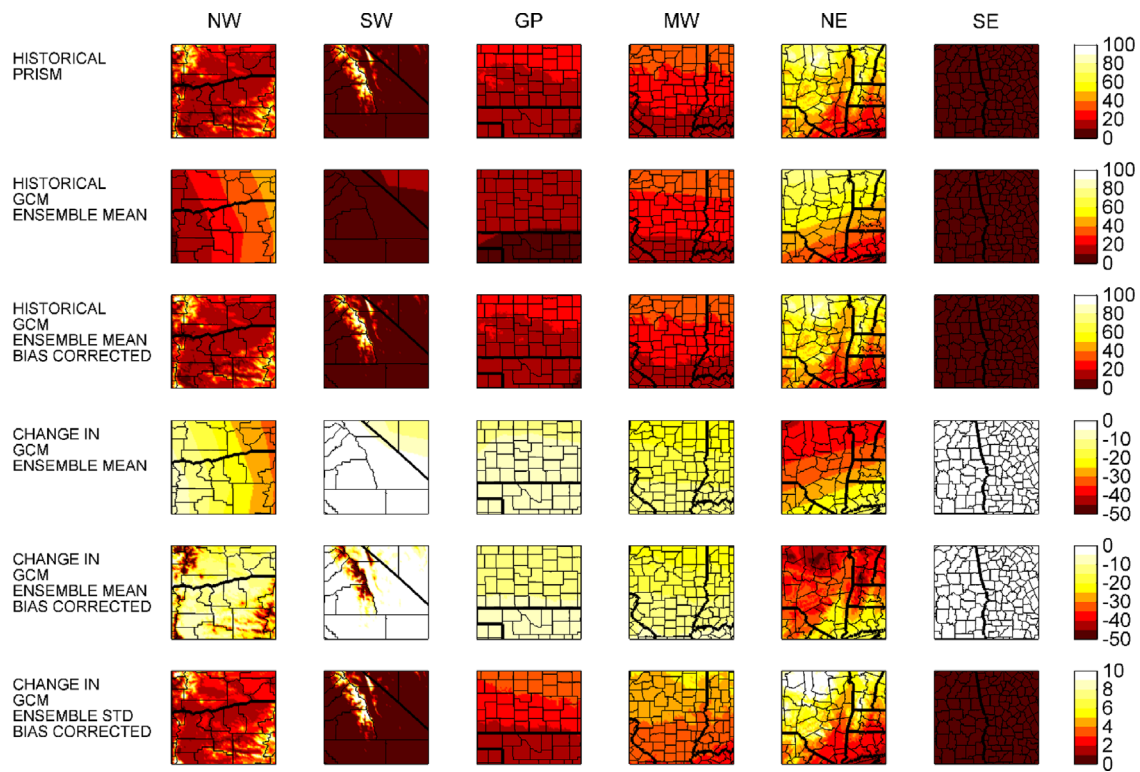 NW SW GP MW NE SE
HISTORICAL
PRISM
100
80
60
40
20
0
HISTORICAL
GCM
ENSEMBLE MEAN
100
80
60
40
20
0
HISTORICAL
GCM
ENSEMBLE MEAN
BIAS CORRECTED
100
80
60
40
20
0
CHANGE IN
GCM
ENSEMBLE MEAN
0
-10
-20
-30
-40
-50
CHANGE IN
GCM
ENSEMBLE MEAN
BIAS CORRECTED
0
-10
-20
-30
-40
-50
CHANGE IN
GCM
ENSEMBLE STD
BIAS CORRECTED
10
8
6
4
2
0